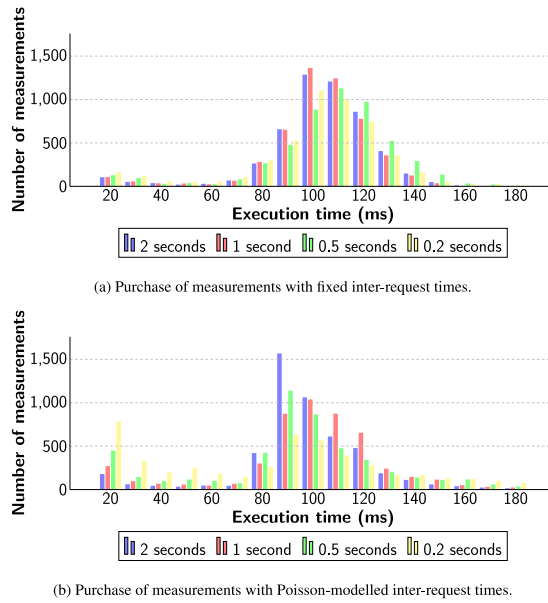 Number of measurements
1,500
1,000
500
0
20 40 60 80 100 120 140 160 180
Execution time (ms)
2 seconds 1 second 0.5 seconds 0.2 seconds
(a) Purchase of measurements with fixed inter-request times.
Number of measurements
1,500
1,000
500
0
20 40 60 80 100 120 140 160 180
Execution time (ms)
2 seconds 1 second 0.5 seconds 0.2 seconds
(b) Purchase of measurements with Poisson-modelled inter-request times.